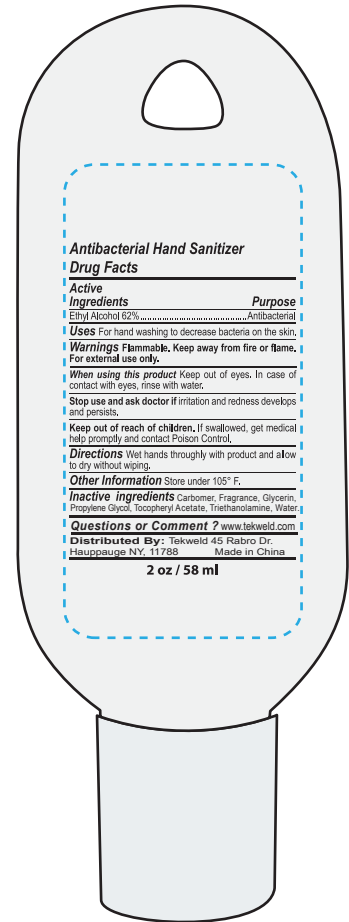 Antibacterial Hand Sanitizer
Drug Facts
Active
Ingredients Purpose
Ethyl Alcohol 62%..................................................Antibacterial
Uses For hand washing to decrease bacteria on the skin.
Warnings Flammable. Keep away from fire or flame.
For external use only.
When using this product Keep out of eyes. In case of
contact with eyes, rinse with water.
Stop use and ask doctor if irritation and redness develops
and persists.
Keep out of reach of children. If swallowed, get medical
help promptly and contact Poison Control.
Directions Wet hands throughly with product and allow
to dry without wiping.
Other Information Store under 105° F.
Inactive ingredients Carbomer, Fragrance, Glycerin,
Propylene Glycol, Tocopheryl Acetate, Triethanolamine, Water.
Questions or Comment ? www.tekweld.com
Distributed By: Tekweld 45 Rabro Dr.
Hauppauge NY, 11788 Made in China
2 oz / 58 ml